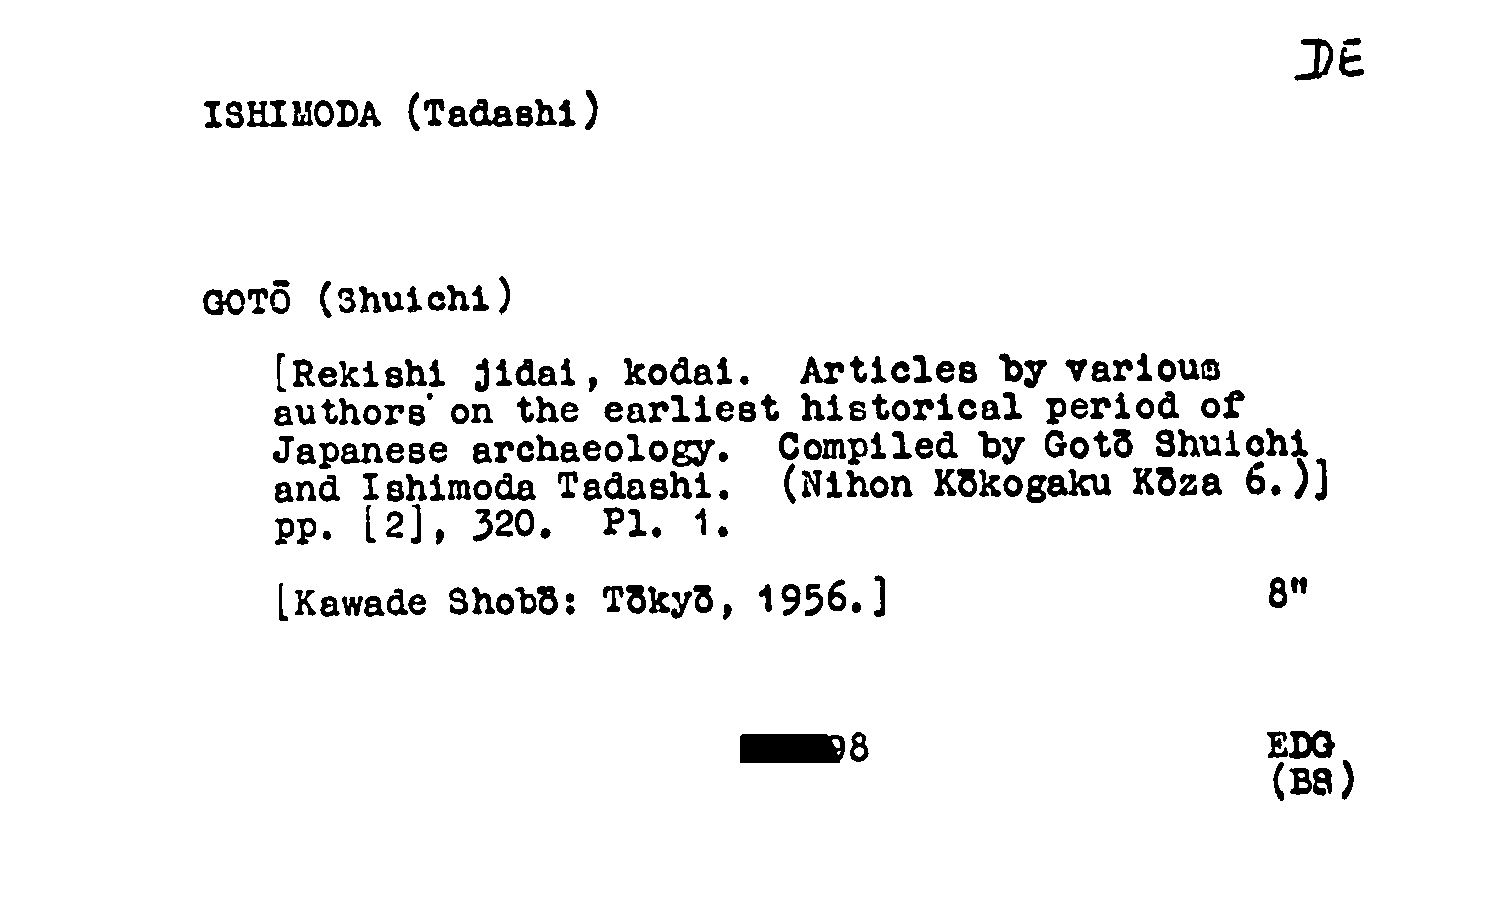 DE
ISHIMODA (Tadashi)
GOTŌ (Shuichi)
[Rekishi jidai, kodai. Articles by various
authors on the earliest historical period of
Japanese archaeology. Compiled by Gotō Shuichi
and Ishimoda Tadashi. (Nihon Kōkogaku Kōza 6.)]
pp. [2], 320. Pl. 1.
[Kawade Shobō: Tōkyō, 1956.] 8"
98 EDG
(BS)